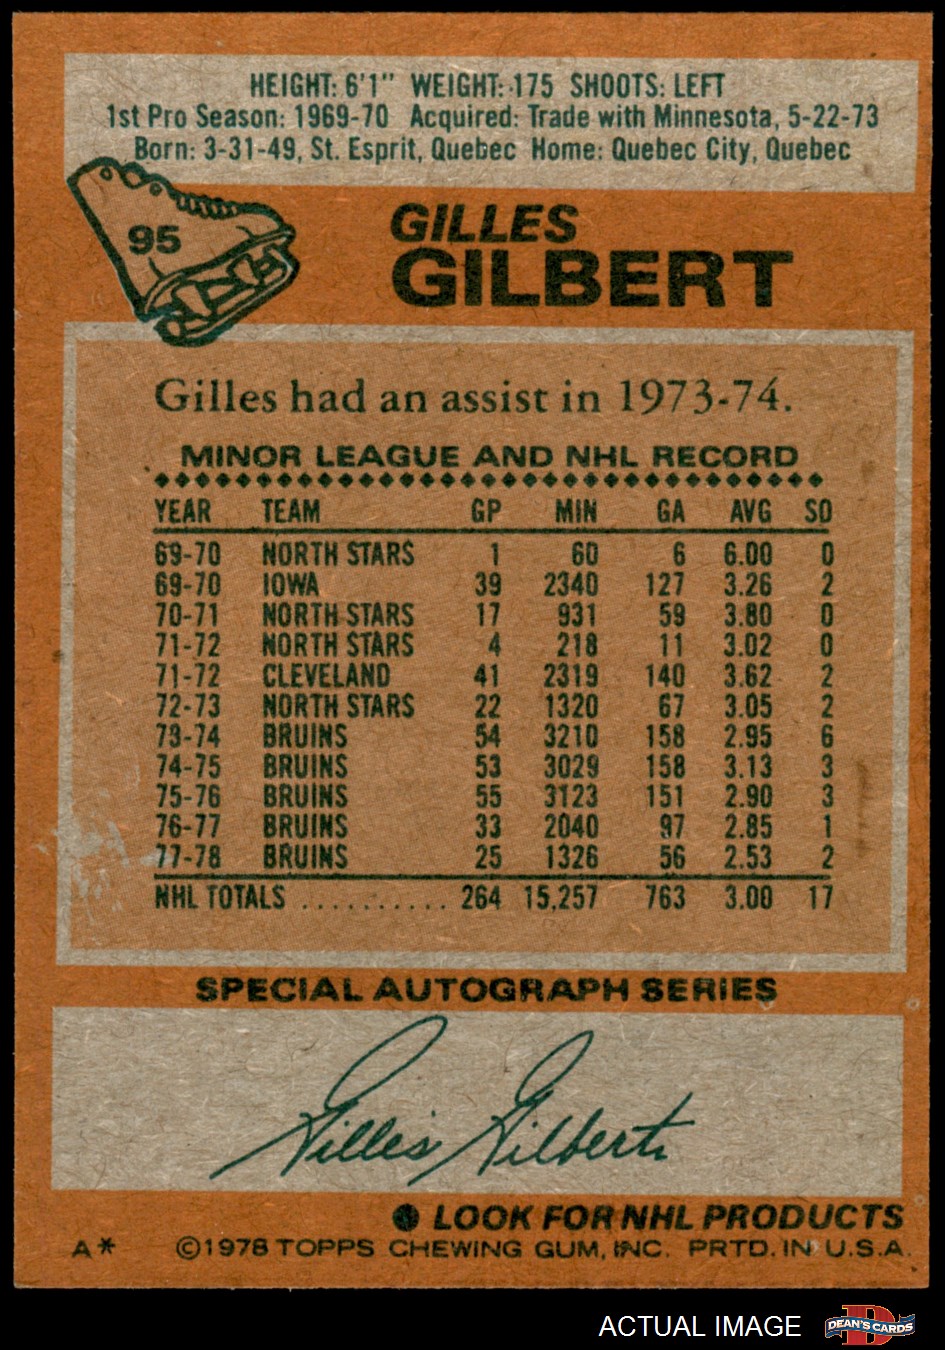 HEIGHT: 6'1" WEIGHT: 175 SHOOTS: LEFT
1st Pro Season: 1969-70 Acquired: Trade with Minnesota, 5-22-73
Born: 3-31-49, St. Esprit, Quebec Home: Quebec City, Quebec
95
GILLES
GILBERT
Gilles had an assist in 1973-74.
MINOR LEAGUE AND NHL RECORD
YEAR TEAM GP MIN GA AVG SO
69-70 NORTH STARS 1 60 6 6.00 0
69-70 IOWA 39 2340 127 3.26 2
70-71 NORTH STARS 17 931 59 3.80 0
71-72 NORTH STARS 4 218 11 3.02 0
71-72 CLEVELAND 41 2319 140 3.62 2
72-73 NORTH STARS 22 1320 67 3.05 2
73-74 BRUINS 54 3210 158 2.95 6
74-75 BRUINS 53 3029 158 3.13 3
75-76 BRUINS 55 3123 151 2.90 3
76-77 BRUINS 33 2040 97 2.85 1
77-78 BRUINS 25 1326 56 2.53 2
NHL TOTALS .......... 264 15,257 763 3.00 17
SPECIAL AUTOGRAPH SERIES
Gilles Gilbert
LOOK FOR NHL PRODUCTS
A* ©1978 TOPPS CHEWING GUM, INC. PRTD. IN U.S.A.
ACTUAL IMAGE DEAN'S CARDS